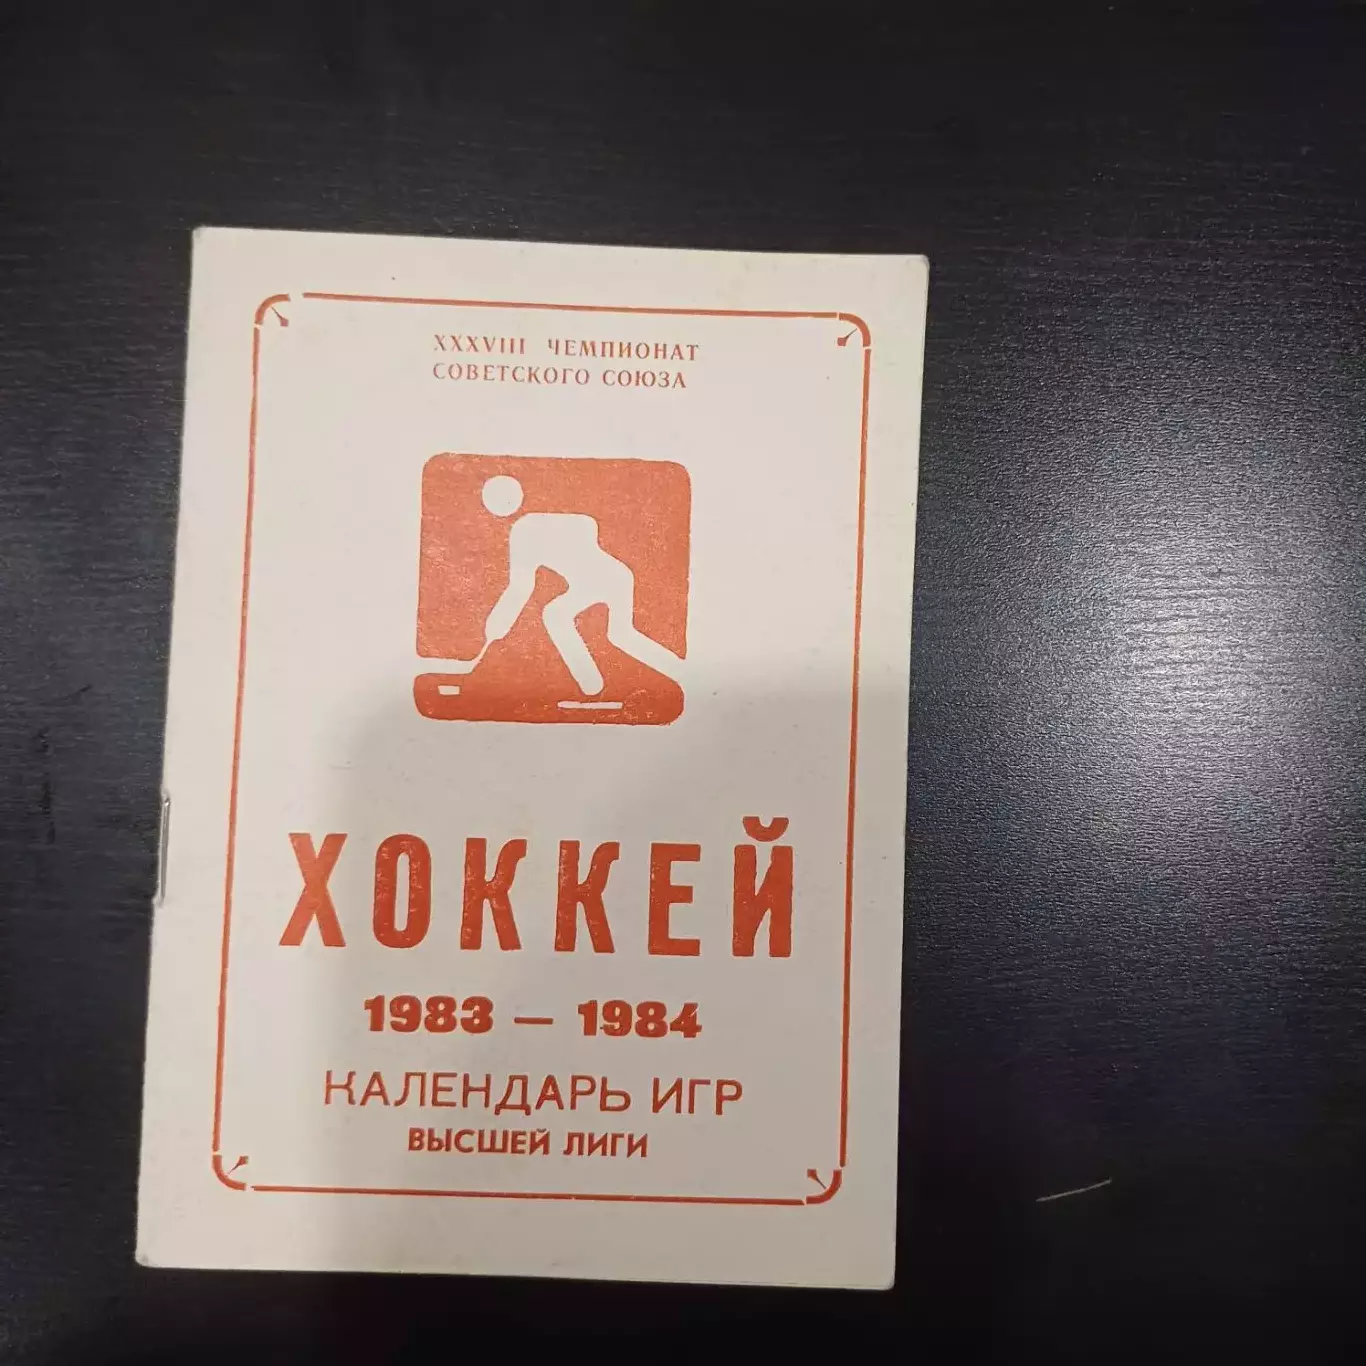 XXXVIII ЧЕМПИОНАТ
СОВЕТСКОГО СОЮЗА
ХОККЕЙ
1983 — 1984
КАЛЕНДАРЬ ИГР
ВЫСШЕЙ ЛИГИ